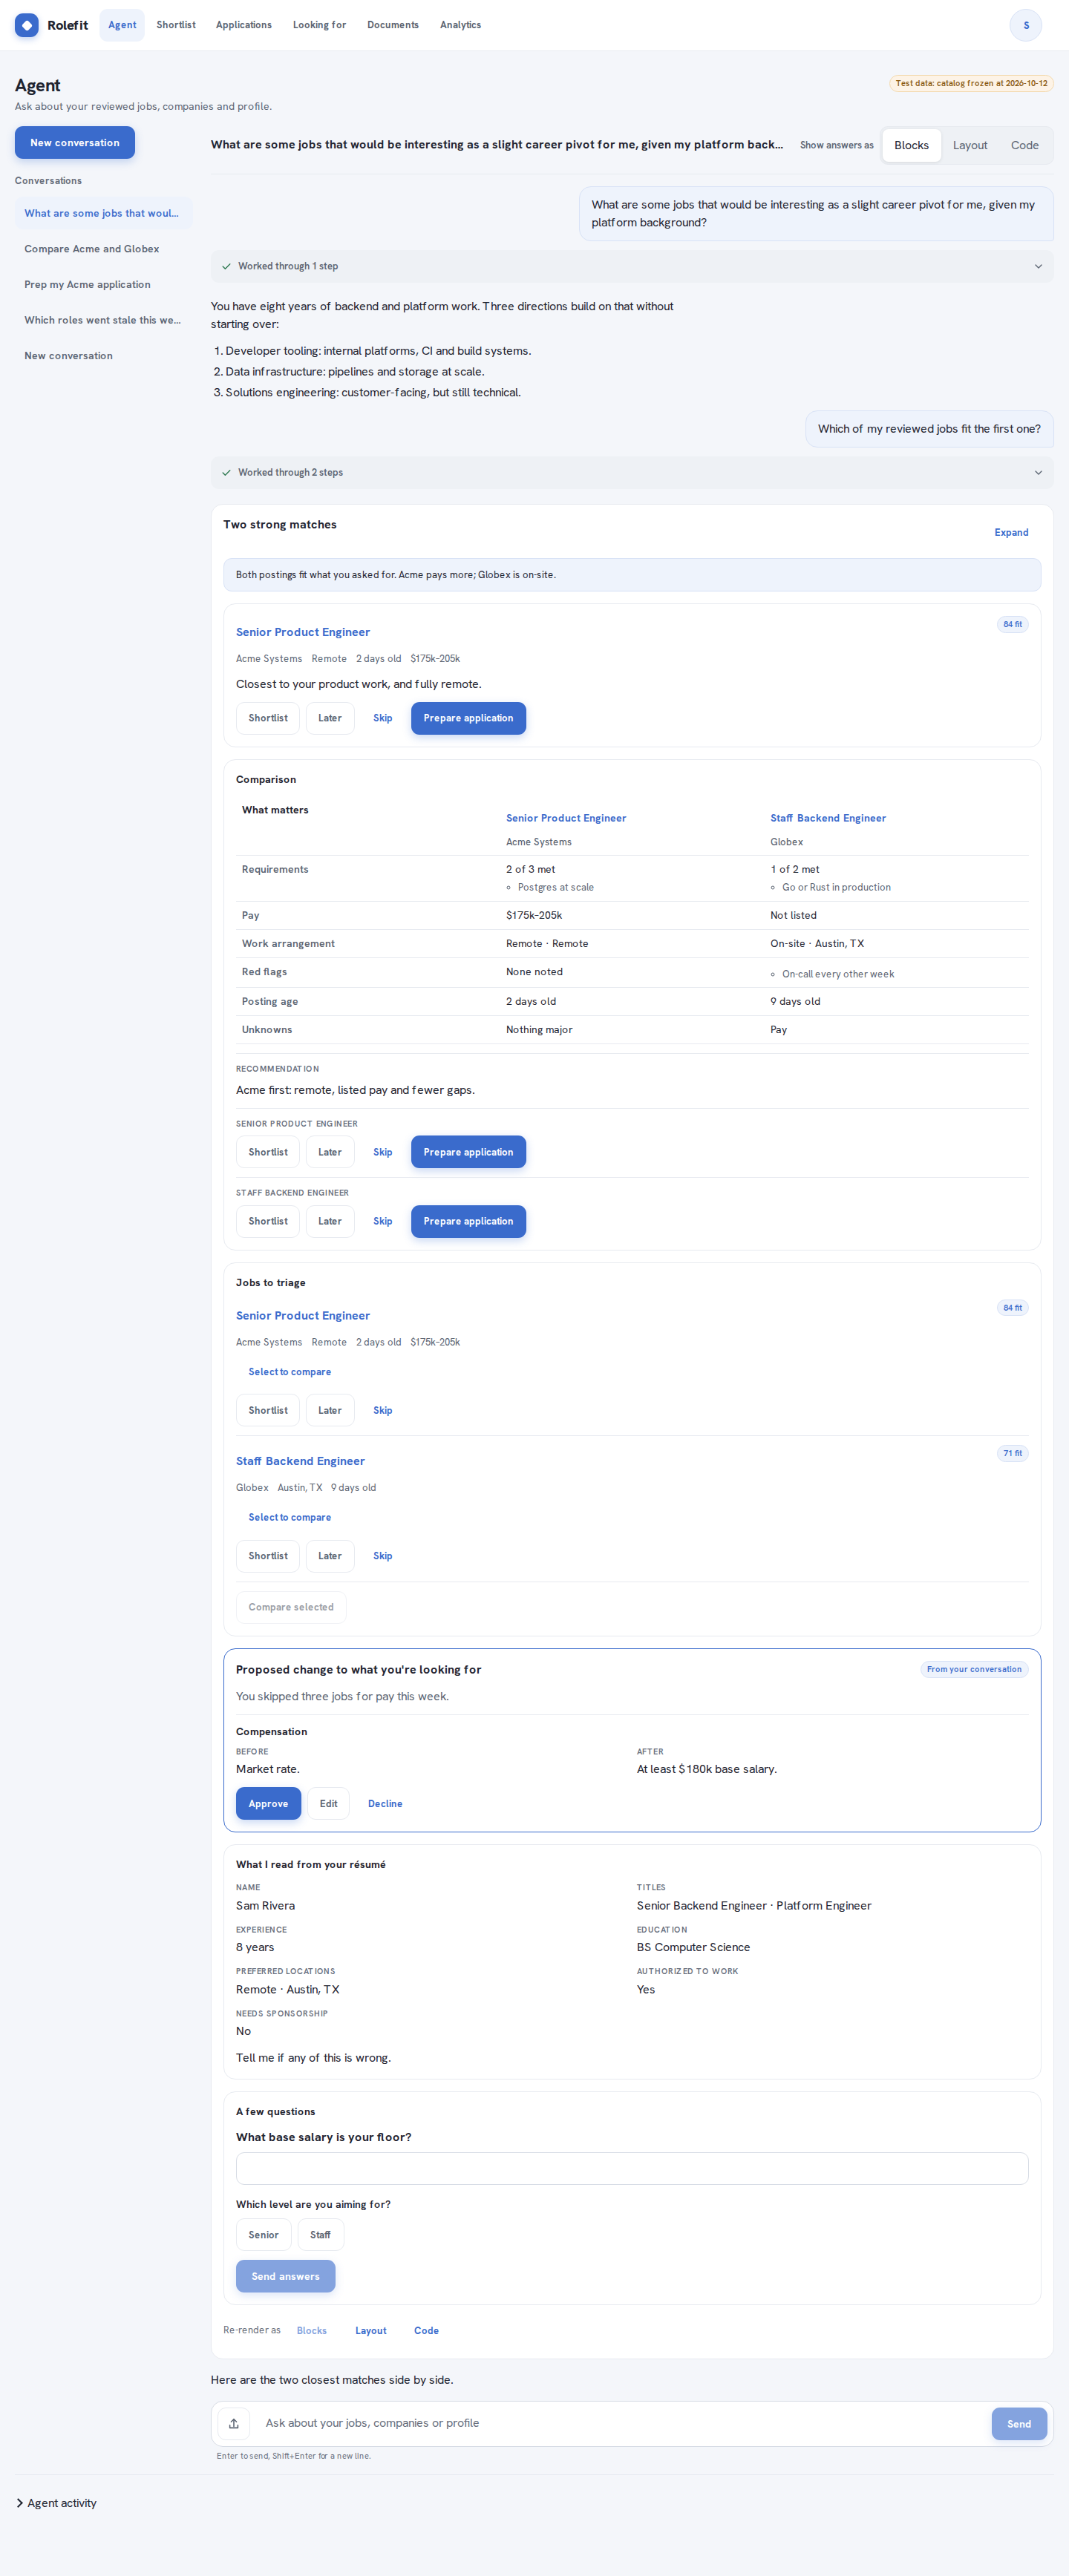 Rolefit
Agent
Shortlist
Applications
Looking for
Documents
Analytics
S
Agent
Test data: catalog frozen at 2026-10-12
Ask about your reviewed jobs, companies and profile.
New conversation
Conversations
What are some jobs that woul...
Compare Acme and Globex
Prep my Acme application
Which roles went stale this we...
New conversation
What are some jobs that would be interesting as a slight career pivot for me, given my platform back...
Show answers as
Blocks
Layout
Code
What are some jobs that would be interesting as a slight career pivot for me, given my
platform background?
Worked through 1 step
You have eight years of backend and platform work. Three directions build on that without
starting over:
1. Developer tooling: internal platforms, CI and build systems.
2. Data infrastructure: pipelines and storage at scale.
3. Solutions engineering: customer-facing, but still technical.
Which of my reviewed jobs fit the first one?
Worked through 2 steps
Two strong matches
Expand
Both postings fit what you asked for. Acme pays more; Globex is on-site.
Senior Product Engineer
84 fit
Acme Systems Remote 2 days old $175k–205k
Closest to your product work, and fully remote.
Shortlist
Later
Skip
Prepare application
Comparison
What matters
Senior Product Engineer
Acme Systems
Staff Backend Engineer
Globex
Requirements
2 of 3 met
Postgres at scale
1 of 2 met
Go or Rust in production
Pay
$175k–205k
Not listed
Work arrangement
Remote · Remote
On-site · Austin, TX
Red flags
None noted
On-call every other week
Posting age
2 days old
9 days old
Unknowns
Nothing major
Pay
RECOMMENDATION
Acme first: remote, listed pay and fewer gaps.
SENIOR PRODUCT ENGINEER
Shortlist
Later
Skip
Prepare application
STAFF BACKEND ENGINEER
Shortlist
Later
Skip
Prepare application
Jobs to triage
Senior Product Engineer
84 fit
Acme Systems Remote 2 days old $175k–205k
Select to compare
Shortlist
Later
Skip
Staff Backend Engineer
71 fit
Globex Austin, TX 9 days old
Select to compare
Shortlist
Later
Skip
Compare selected
Proposed change to what you're looking for
From your conversation
You skipped three jobs for pay this week.
Compensation
BEFORE
Market rate.
AFTER
At least $180k base salary.
Approve
Edit
Decline
What I read from your résumé
NAME
Sam Rivera
TITLES
Senior Backend Engineer · Platform Engineer
EXPERIENCE
8 years
EDUCATION
BS Computer Science
PREFERRED LOCATIONS
Remote · Austin, TX
AUTHORIZED TO WORK
Yes
NEEDS SPONSORSHIP
No
Tell me if any of this is wrong.
A few questions
What base salary is your floor?
Which level are you aiming for?
Senior
Staff
Send answers
Re-render as
Blocks
Layout
Code
Here are the two closest matches side by side.
Ask about your jobs, companies or profile
Send
Enter to send, Shift+Enter for a new line.
Agent activity